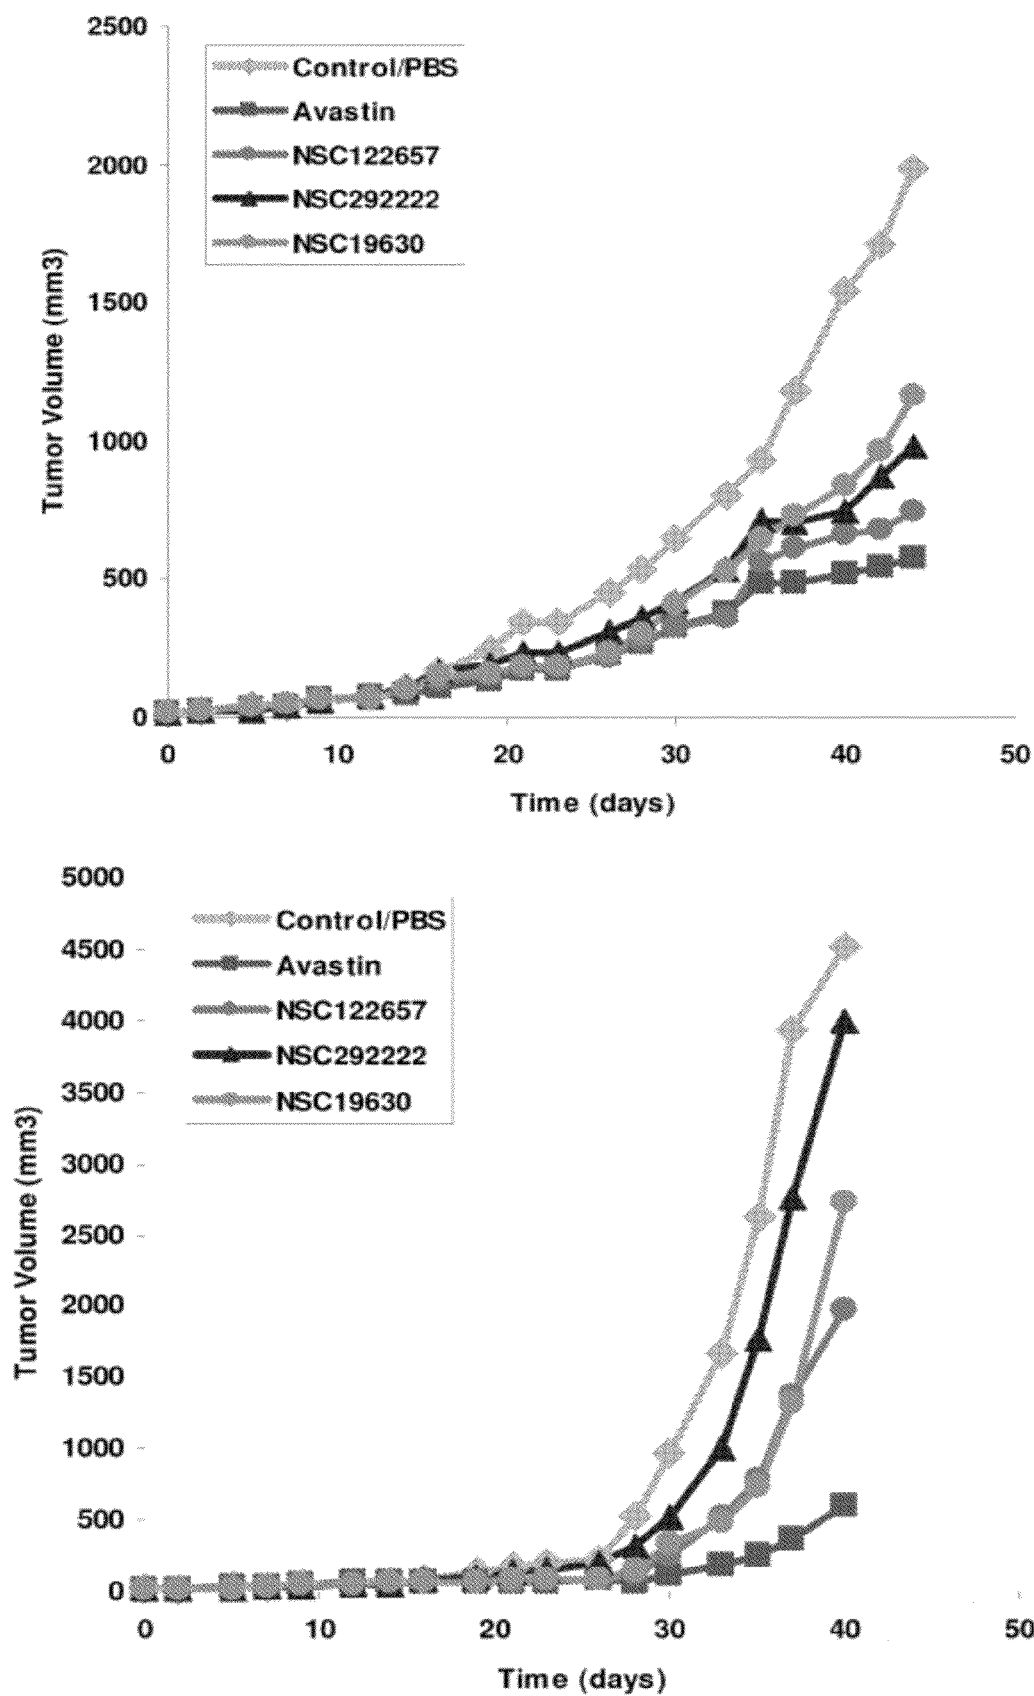 2500
2000
1500
1000
500
0
Tumor Volume (mm3)
Control/PBS
Avastin
NSC122657
NSC292222
NSC19630
0 10 20 30 40 50
Time (days)
5000
4500
4000
3500
3000
2500
2000
1500
1000
500
0
Tumor Volume (mm3)
Control/PBS
Avastin
NSC122657
NSC292222
NSC19630
0 10 20 30 40 50
Time (days)